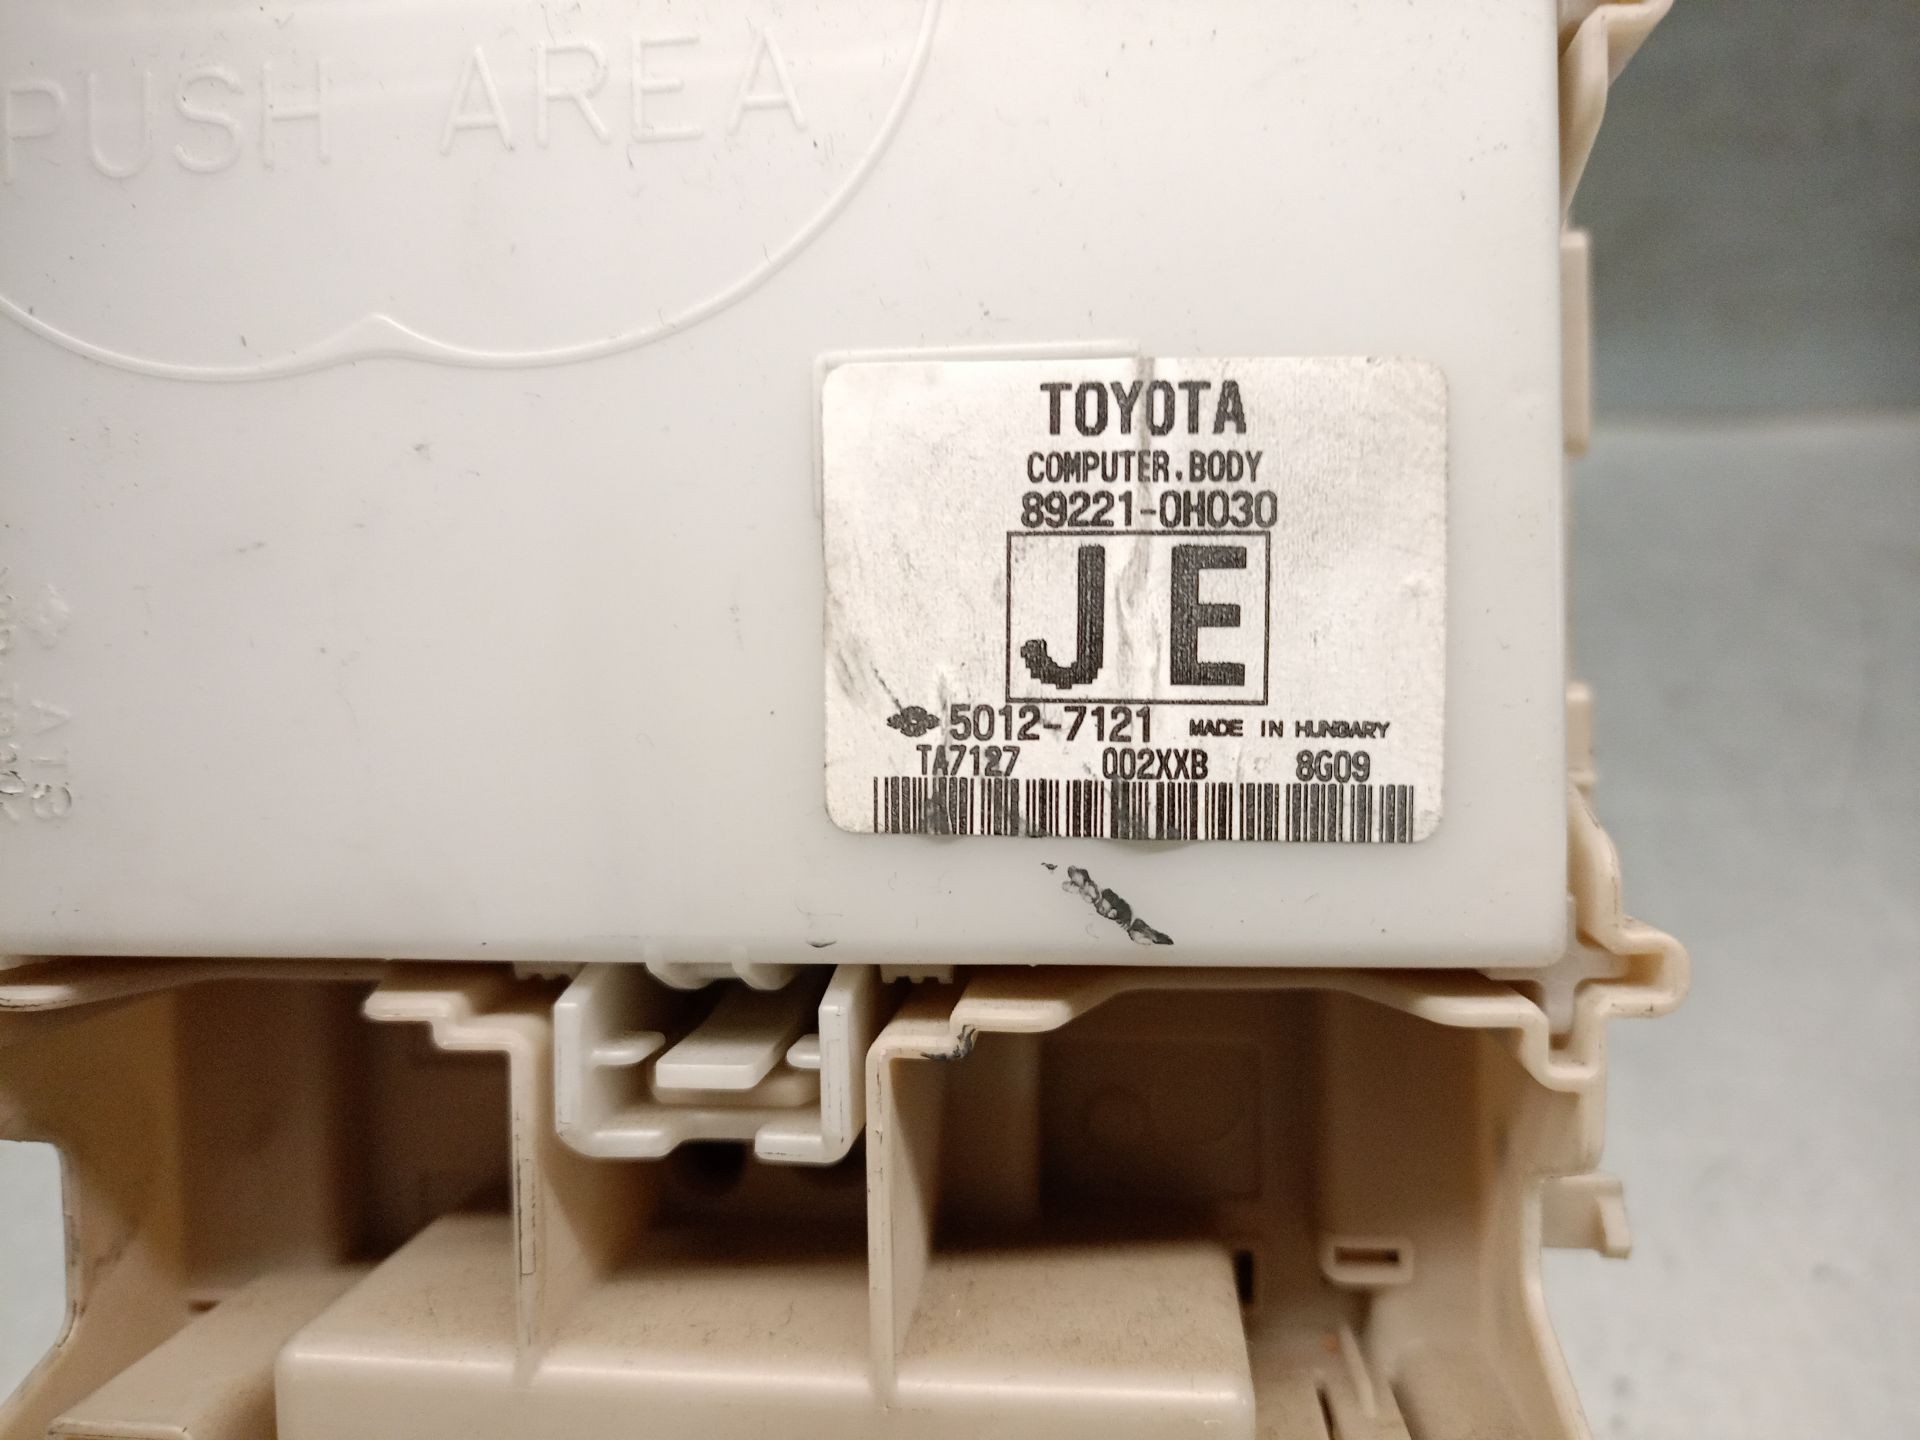 PUSH AREA
TOYOTA
COMPUTER.BODY
89221-0H030
JE
5012-7121 MADE IN HUNGARY
TA7127 002XXB 8G09